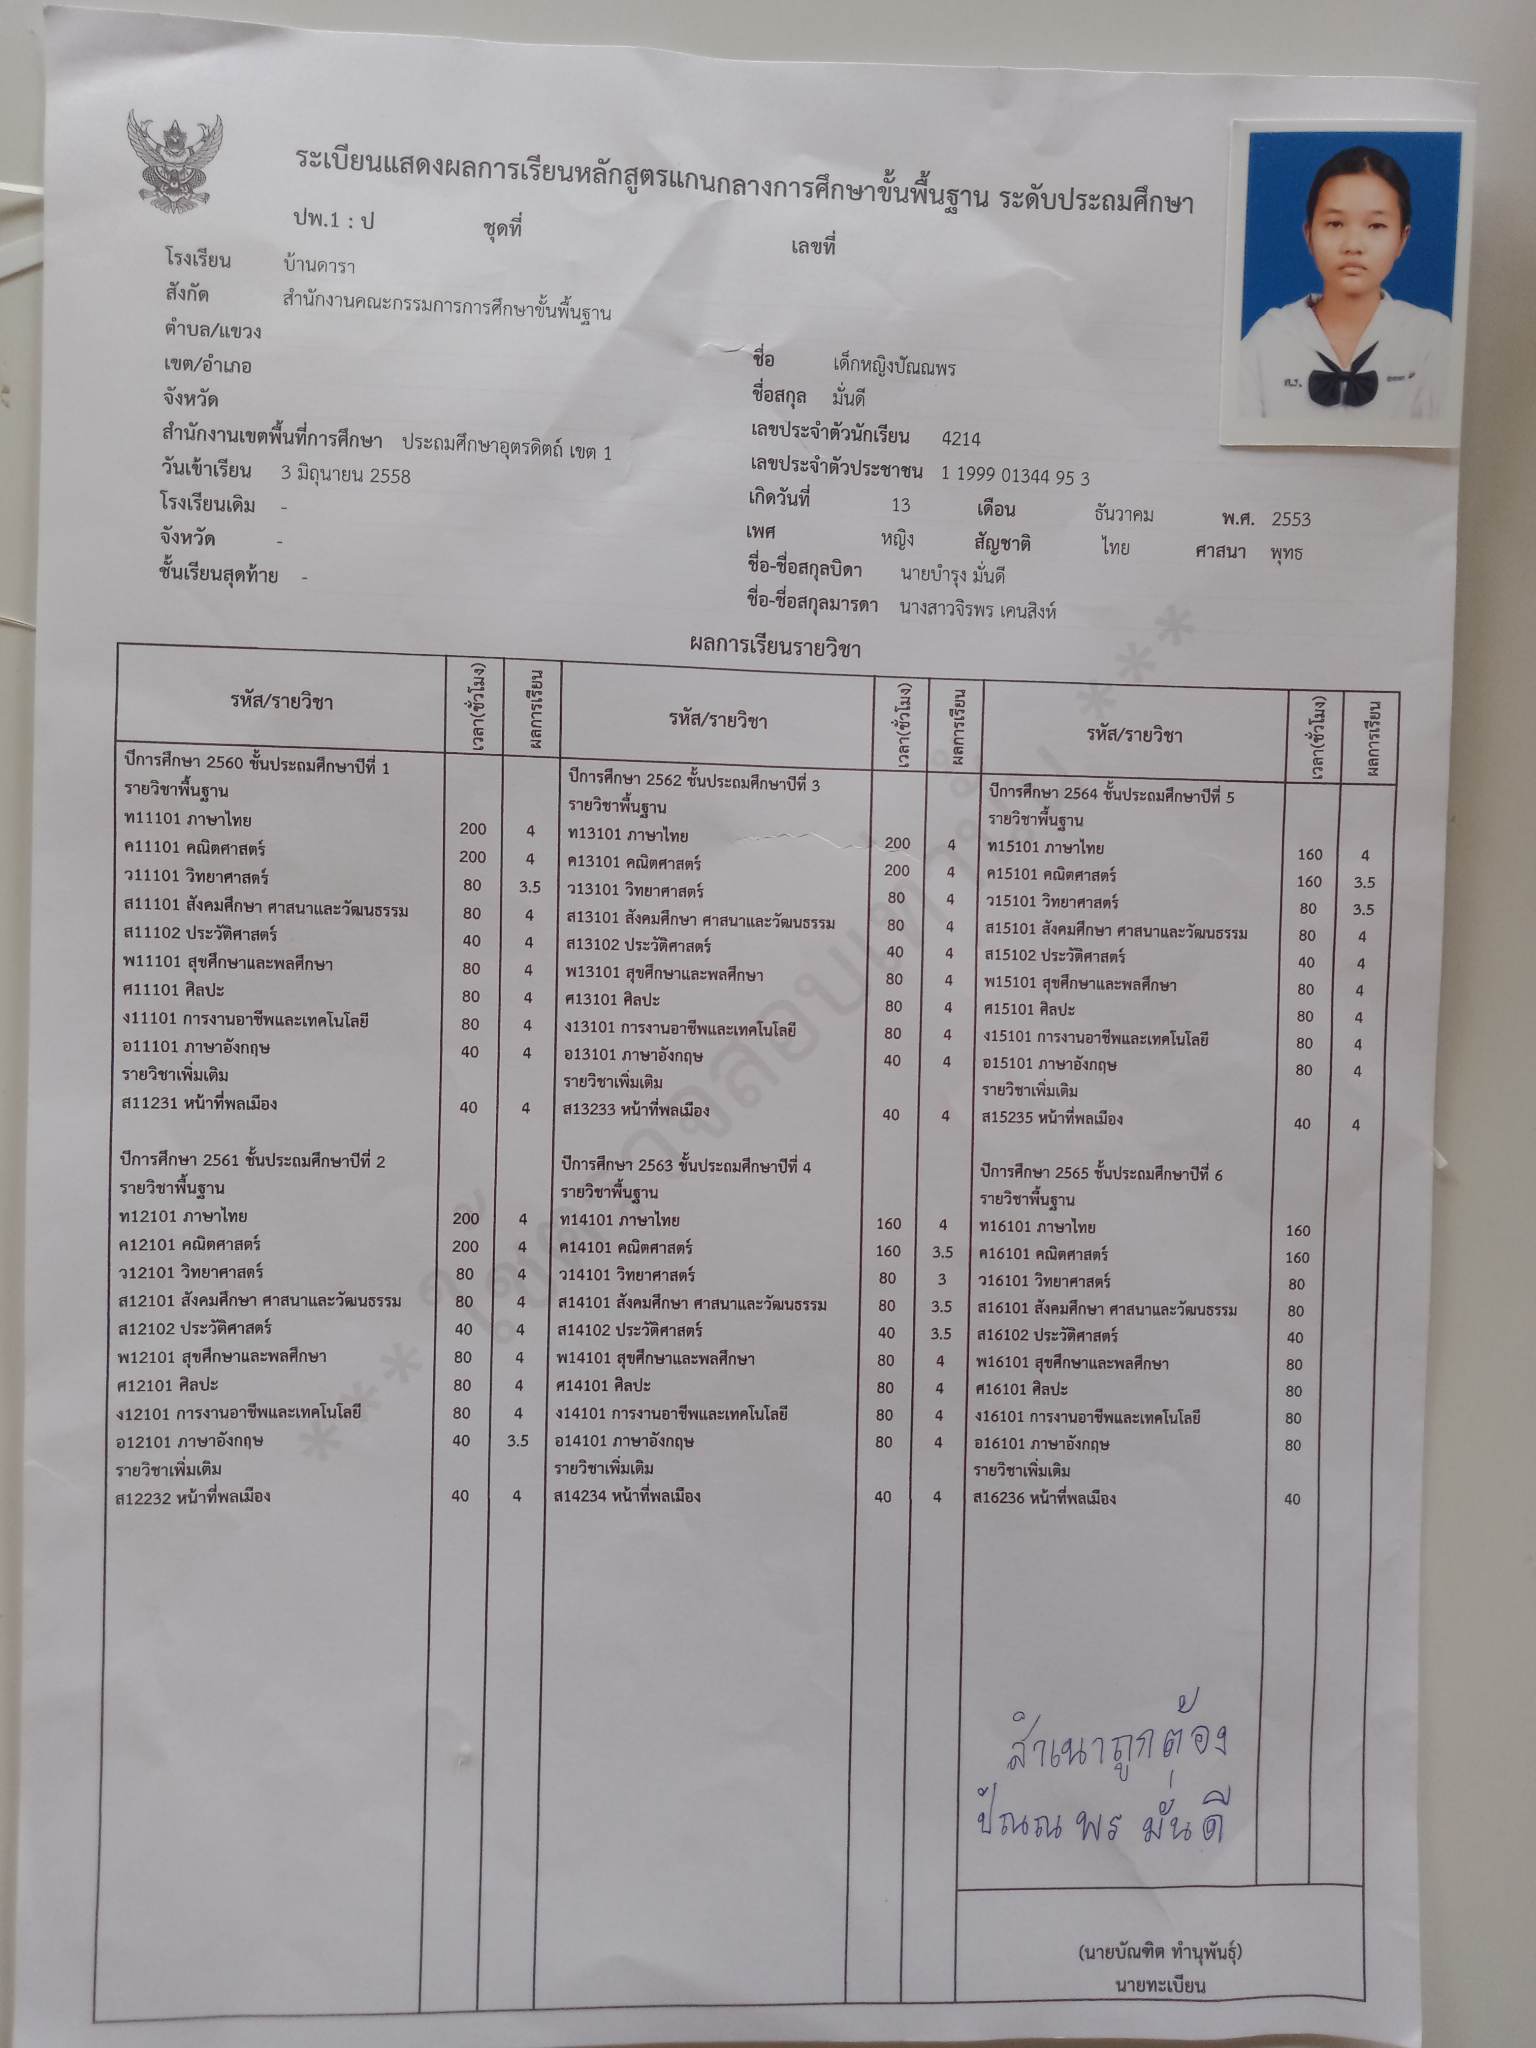 ระเบียนแสดงผลการเรียนหลักสูตรแกนกลางการศึกษาขั้นพื้นฐาน ระดับประถมศึกษา
ปพ.1 : ป ชุดที่ เลขที่
โรงเรียน บ้านดารา
สังกัด สำนักงานคณะกรรมการการศึกษาขั้นพื้นฐาน
ตำบล/แขวง
เขต/อำเภอ
จังหวัด
สำนักงานเขตพื้นที่การศึกษา ประถมศึกษาอุตรดิตถ์ เขต 1
วันเข้าเรียน 3 มิถุนายน 2558
โรงเรียนเดิม -
จังหวัด -
ชั้นเรียนสุดท้าย -
ชื่อ เด็กหญิงปัณณพร
ชื่อสกุล มั่นดี
เลขประจำตัวนักเรียน 4214
เลขประจำตัวประชาชน 1 1999 01344 95 3
เกิดวันที่ 13 เดือน ธันวาคม พ.ศ. 2553
เพศ หญิง สัญชาติ ไทย ศาสนา พุทธ
ชื่อ-ชื่อสกุลบิดา นายบำรุง มั่นดี
ชื่อ-ชื่อสกุลมารดา นางสาวจิรพร เคนสิงห์
ผลการเรียนรายวิชา
รหัส/รายวิชา เวลา(ชั่วโมง) ผลการเรียน
ปีการศึกษา 2560 ชั้นประถมศึกษาปีที่ 1
รายวิชาพื้นฐาน
ท11101 ภาษาไทย 200 4
ค11101 คณิตศาสตร์ 200 4
ว11101 วิทยาศาสตร์ 80 3.5
ส11101 สังคมศึกษา ศาสนาและวัฒนธรรม 80 4
ส11102 ประวัติศาสตร์ 40 4
พ11101 สุขศึกษาและพลศึกษา 80 4
ศ11101 ศิลปะ 80 4
ง11101 การงานอาชีพและเทคโนโลยี 80 4
อ11101 ภาษาอังกฤษ 40 4
รายวิชาเพิ่มเติม
ส11231 หน้าที่พลเมือง 40 4
ปีการศึกษา 2561 ชั้นประถมศึกษาปีที่ 2
รายวิชาพื้นฐาน
ท12101 ภาษาไทย 200 4
ค12101 คณิตศาสตร์ 200 4
ว12101 วิทยาศาสตร์ 80 4
ส12101 สังคมศึกษา ศาสนาและวัฒนธรรม 80 4
ส12102 ประวัติศาสตร์ 40 4
พ12101 สุขศึกษาและพลศึกษา 80 4
ศ12101 ศิลปะ 80 4
ง12101 การงานอาชีพและเทคโนโลยี 80 4
อ12101 ภาษาอังกฤษ 40 3.5
รายวิชาเพิ่มเติม
ส12232 หน้าที่พลเมือง 40 4
รหัส/รายวิชา เวลา(ชั่วโมง) ผลการเรียน
ปีการศึกษา 2562 ชั้นประถมศึกษาปีที่ 3
รายวิชาพื้นฐาน
ท13101 ภาษาไทย 200 4
ค13101 คณิตศาสตร์ 200 4
ว13101 วิทยาศาสตร์ 80 4
ส13101 สังคมศึกษา ศาสนาและวัฒนธรรม 80 4
ส13102 ประวัติศาสตร์ 40 4
พ13101 สุขศึกษาและพลศึกษา 80 4
ศ13101 ศิลปะ 80 4
ง13101 การงานอาชีพและเทคโนโลยี 80 4
อ13101 ภาษาอังกฤษ 40 4
รายวิชาเพิ่มเติม
ส13233 หน้าที่พลเมือง 40 4
ปีการศึกษา 2563 ชั้นประถมศึกษาปีที่ 4
รายวิชาพื้นฐาน
ท14101 ภาษาไทย 160 4
ค14101 คณิตศาสตร์ 160 3.5
ว14101 วิทยาศาสตร์ 80 3
ส14101 สังคมศึกษา ศาสนาและวัฒนธรรม 80 3.5
ส14102 ประวัติศาสตร์ 40 3.5
พ14101 สุขศึกษาและพลศึกษา 80 4
ศ14101 ศิลปะ 80 4
ง14101 การงานอาชีพและเทคโนโลยี 80 4
อ14101 ภาษาอังกฤษ 80 4
รายวิชาเพิ่มเติม
ส14234 หน้าที่พลเมือง 40 4
รหัส/รายวิชา เวลา(ชั่วโมง) ผลการเรียน
ปีการศึกษา 2564 ชั้นประถมศึกษาปีที่ 5
รายวิชาพื้นฐาน
ท15101 ภาษาไทย 160 4
ค15101 คณิตศาสตร์ 160 3.5
ว15101 วิทยาศาสตร์ 80 3.5
ส15101 สังคมศึกษา ศาสนาและวัฒนธรรม 80 4
ส15102 ประวัติศาสตร์ 40 4
พ15101 สุขศึกษาและพลศึกษา 80 4
ศ15101 ศิลปะ 80 4
ง15101 การงานอาชีพและเทคโนโลยี 80 4
อ15101 ภาษาอังกฤษ 80 4
รายวิชาเพิ่มเติม
ส15235 หน้าที่พลเมือง 40 4
ปีการศึกษา 2565 ชั้นประถมศึกษาปีที่ 6
รายวิชาพื้นฐาน
ท16101 ภาษาไทย 160
ค16101 คณิตศาสตร์ 160
ว16101 วิทยาศาสตร์ 80
ส16101 สังคมศึกษา ศาสนาและวัฒนธรรม 80
ส16102 ประวัติศาสตร์ 40
พ16101 สุขศึกษาและพลศึกษา 80
ศ16101 ศิลปะ 80
ง16101 การงานอาชีพและเทคโนโลยี 80
อ16101 ภาษาอังกฤษ 80
รายวิชาเพิ่มเติม
ส16236 หน้าที่พลเมือง 40
*** ใช้ตรวจสอบเท่านั้น ***
สำเนาถูกต้อง
ปัณณพร มั่นดี
(นายบัณฑิต ทำนุพันธุ์)
นายทะเบียน